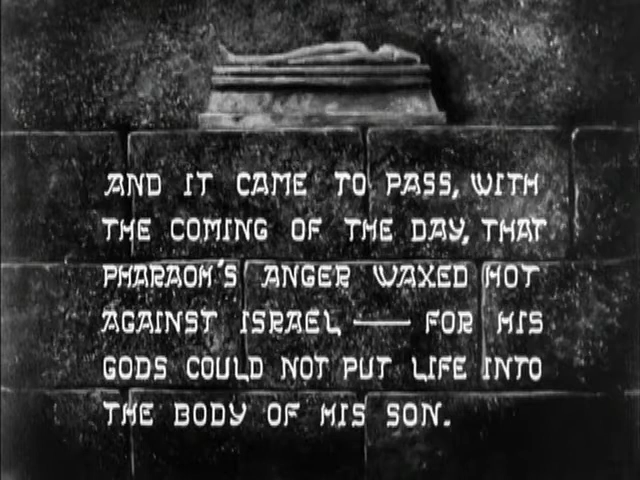 AND IT CAME TO PASS, WITH
THE COMING OF THE DAY, THAT
PHARAOH'S ANGER WAXED HOT
AGAINST ISRAEL — FOR HIS
GODS COULD NOT PUT LIFE INTO
THE BODY OF HIS SON.